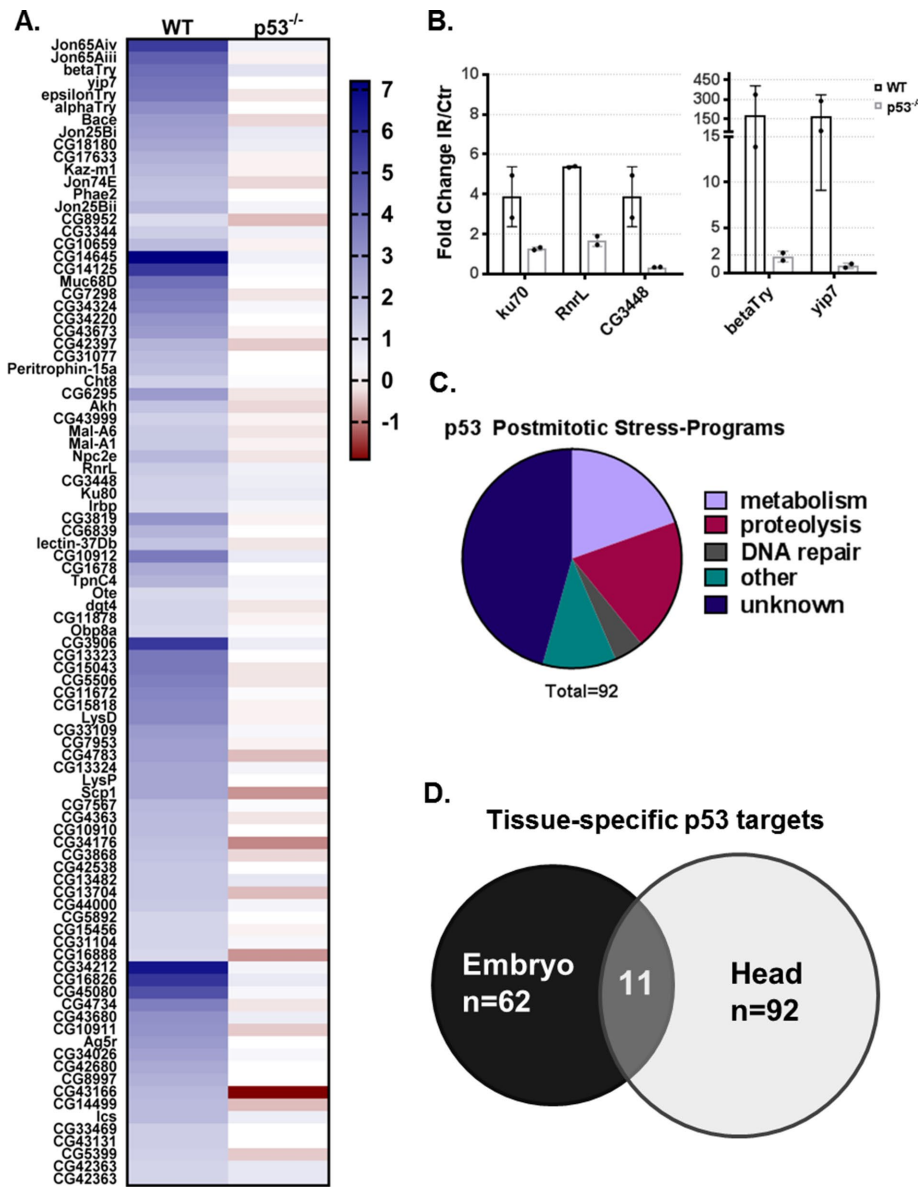 A.
WT p53-/-
Jon65Aiv
Jon65Aiii
betaTry
yip7
epsilonTry
alphaTry
Bace
Jon25Bi
CG18180
CG17633
Kaz-m1
Jon74E
Phae2
Jon25Bii
CG8952
CG3344
CG10659
CG14645
CG14125
Muc68D
CG7298
CG34324
CG34220
CG43673
CG42397
CG31077
Peritrophin-15a
Cht8
CG6295
Akh
CG43999
Mal-A6
Mal-A1
Npc2e
RnrL
CG3448
Ku80
Irbp
CG3819
CG6839
lectin-37Db
CG10912
CG1678
TpnC4
Ote
dgt4
CG11878
Obp8a
CG3906
CG13323
CG15043
CG5506
CG11672
CG15818
LysD
CG33109
CG7953
CG4783
CG13324
LysP
Scp1
CG7567
CG4363
CG10910
CG34176
CG3868
CG42538
CG13482
CG13704
CG44000
CG5892
CG15456
CG31104
CG16888
CG34212
CG16826
CG45080
CG4734
CG43680
CG10911
Ag5r
CG34026
CG42680
CG8997
CG43166
CG14499
Ics
CG33469
CG43131
CG5399
CG42363
CG42363
7
6
5
4
3
2
1
0
-1
B.
Fold Change IR/Ctr
10
8
6
4
2
0
ku70
RnrL
CG3448
450
300
150
15
10
5
2
0
betaTry
yip7
WT
p53-/
C.
p53 Postmitotic Stress-Programs
metabolism
proteolysis
DNA repair
other
unknown
Total=92
D.
Tissue-specific p53 targets
Embryo
n=62
11
Head
n=92